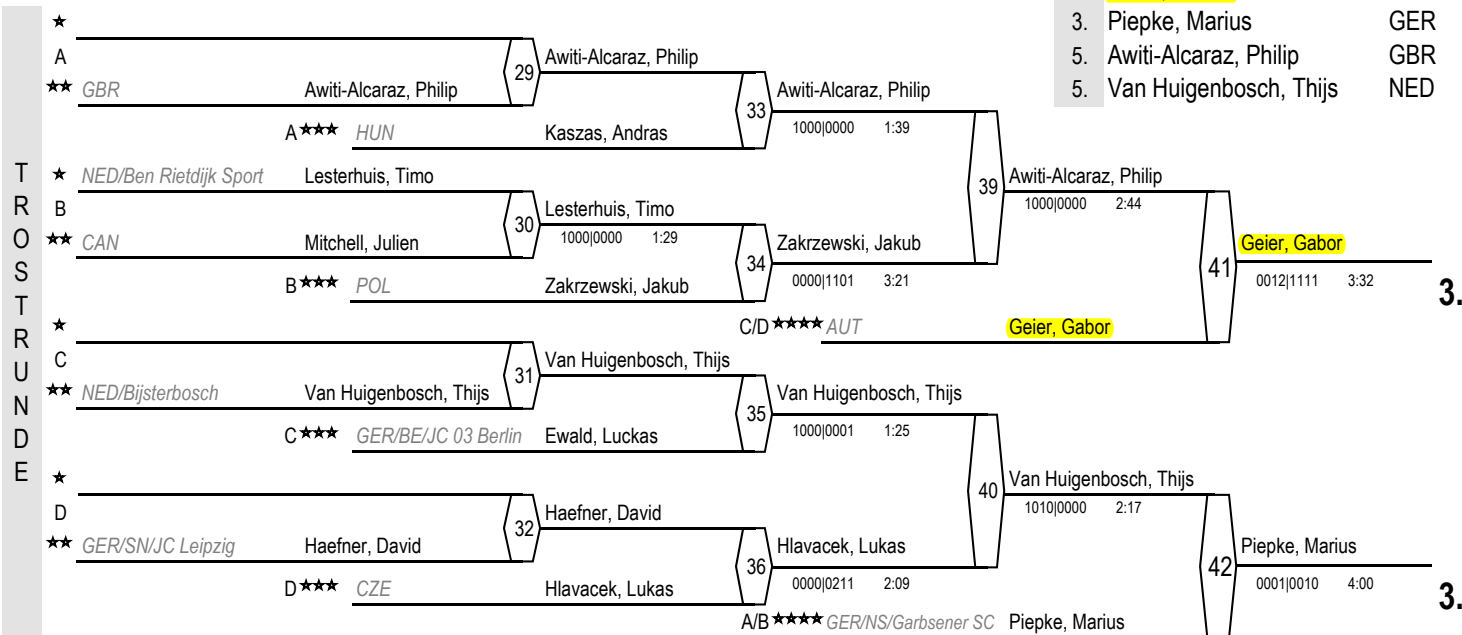 3. Piepke, Marius GER
5. Awiti-Alcaraz, Philip GBR
5. Van Huigenbosch, Thijs NED
TROSTRUNDE
★
A
★★ GBR Awiti-Alcaraz, Philip
29 Awiti-Alcaraz, Philip
A★★★ HUN Kaszas, Andras
33 Awiti-Alcaraz, Philip
1000|0000 1:39
★ NED/Ben Rietdijk Sport Lesterhuis, Timo
B
★★ CAN Mitchell, Julien
30 Lesterhuis, Timo
1000|0000 1:29
B★★★ POL Zakrzewski, Jakub
34 Zakrzewski, Jakub
0000|1101 3:21
39 Awiti-Alcaraz, Philip
1000|0000 2:44
C/D★★★★ AUT Geier, Gabor
41 Geier, Gabor
0012|1111 3:32
3.
★
C
★★ NED/Bijsterbosch Van Huigenbosch, Thijs
31 Van Huigenbosch, Thijs
C★★★ GER/BE/JC 03 Berlin Ewald, Luckas
35 Van Huigenbosch, Thijs
1000|0001 1:25
★
D
★★ GER/SN/JC Leipzig Haefner, David
32 Haefner, David
D★★★ CZE Hlavacek, Lukas
36 Hlavacek, Lukas
0000|0211 2:09
40 Van Huigenbosch, Thijs
1010|0000 2:17
A/B★★★★ GER/NS/Garbsener SC Piepke, Marius
42 Piepke, Marius
0001|0010 4:00
3.